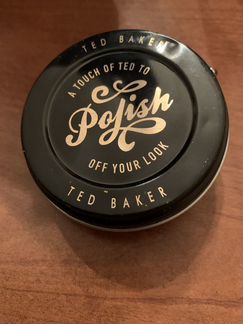 TED BAKER
A TOUCH OF TED TO
Polish
OFF YOUR LOOK
TED BAKER